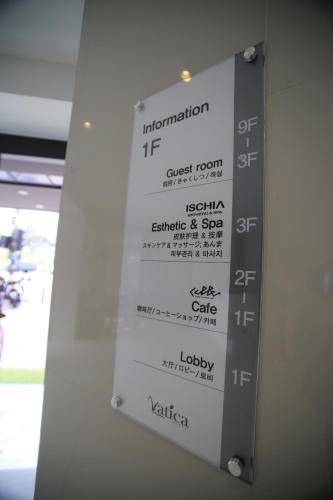 Information
1F
9F
-
3F
Guest room
客房/きゃくしつ/객실
ISCHIA
ESTHETIC & SPA
Esthetic & Spa
3F
皮肤护理 & 按摩
スキンケア & マッサージ;あんま
피부관리 & 마사지
2F
-
1F
Cafe
咖啡厅/コーヒーショップ/카페
Lobby
1F
大厅/ロビー/로비
Vatica